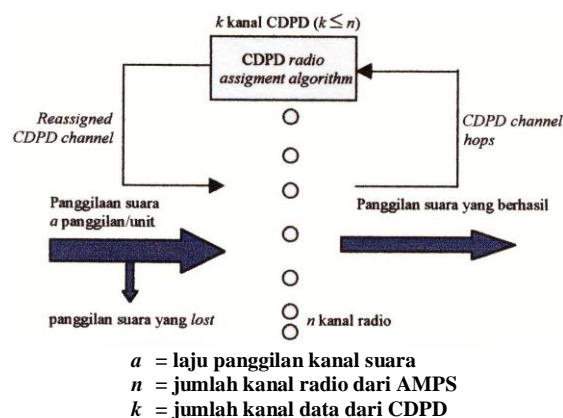 k kanal CDPD (k ≤ n)
CDPD radio
assigment algorithm
Reassigned
CDPD channel
CDPD channel
hops
Panggilaan suara
a panggilan/unit
Panggilan suara yang berhasil
panggilan suara yang lost
n kanal radio
a = laju panggilan kanal suara
n = jumlah kanal radio dari AMPS
k = jumlah kanal data dari CDPD